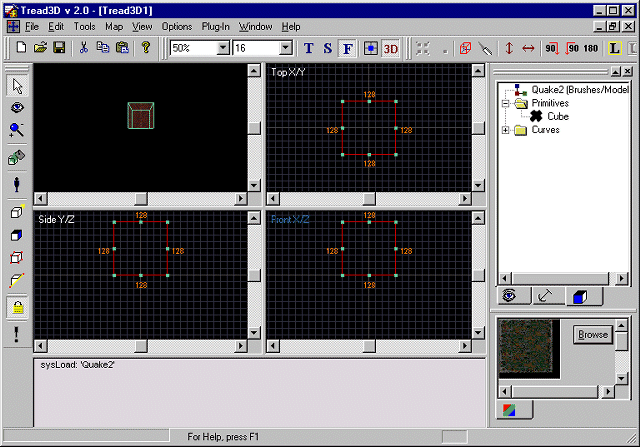 Tread3D v 2.0 - [Tread3D1]
File Edit Tools Map View Options Plug-In Window Help
50% 16 T S F 3D 90 90 180 L
Top X/Y
128
128 128
128
Side Y/Z
128
128 128
128
Front X/Z
128
128 128
128
Quake2 (Brushes/Model
Primitives
Cube
Curves
Browse
sysLoad: 'Quake2'
For Help, press F1